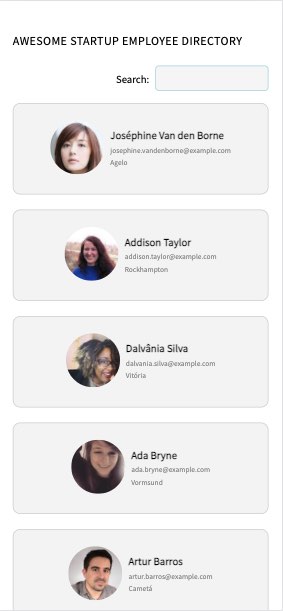 AWESOME STARTUP EMPLOYEE DIRECTORY
Search:
Joséphine Van den Borne
josephine.vandenborne@example.com
Agelo
Addison Taylor
addison.taylor@example.com
Rockhampton
Dalvânia Silva
dalvania.silva@example.com
Vitória
Ada Bryne
ada.bryne@example.com
Vormsund
Artur Barros
artur.barros@example.com
Cametá